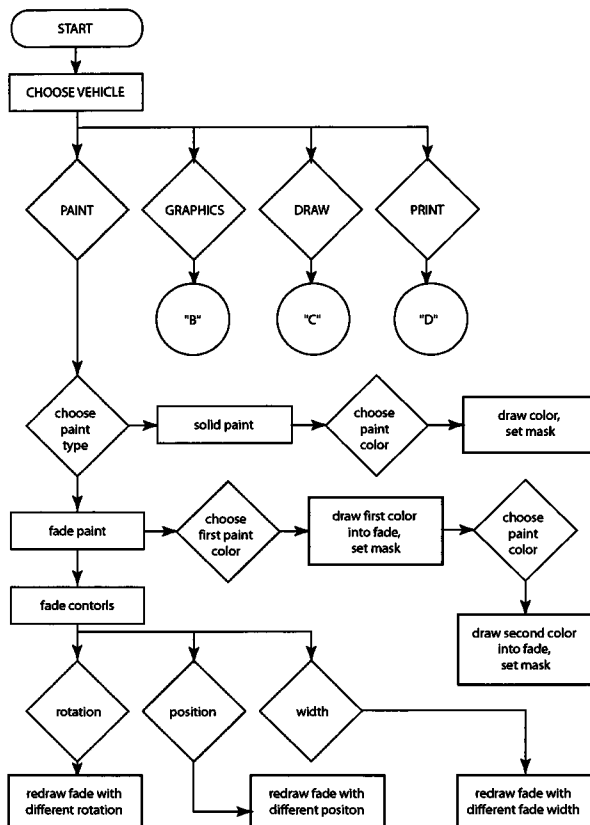 START
CHOOSE VEHICLE
PAINT
GRAPHICS
DRAW
PRINT
"B"
"C"
"D"
choose
paint
type
solid paint
choose
paint
color
draw color,
set mask
fade paint
choose
first paint
color
draw first color
into fade,
set mask
choose
paint
color
fade contorls
draw second color
into fade,
set mask
rotation
position
width
redraw fade with
different rotation
redraw fade with
different positon
redraw fade with
different fade width